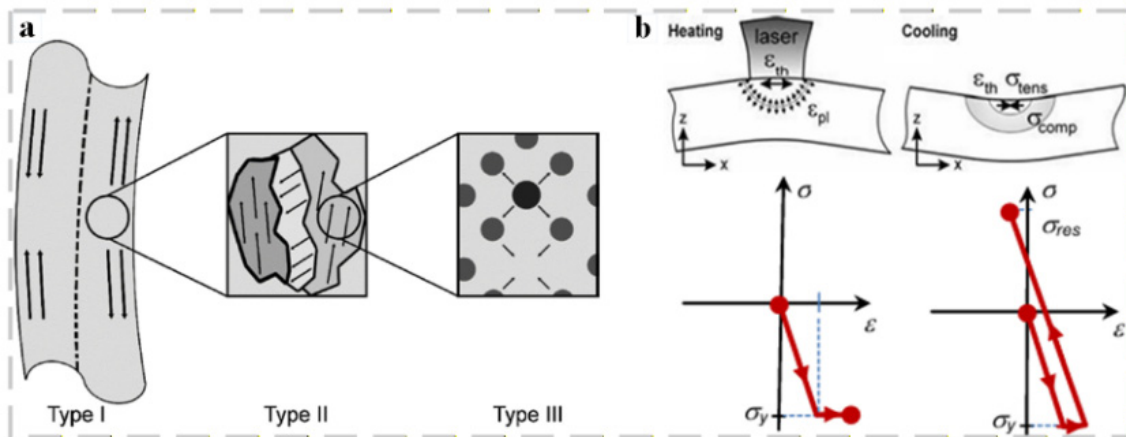 a
Type I
Type II
Type III
b
Heating
Cooling
laser
εth
εpl
z
x
εth σtens
σcomp
z
x
σ
ε
σy
σ
σres
ε
σy